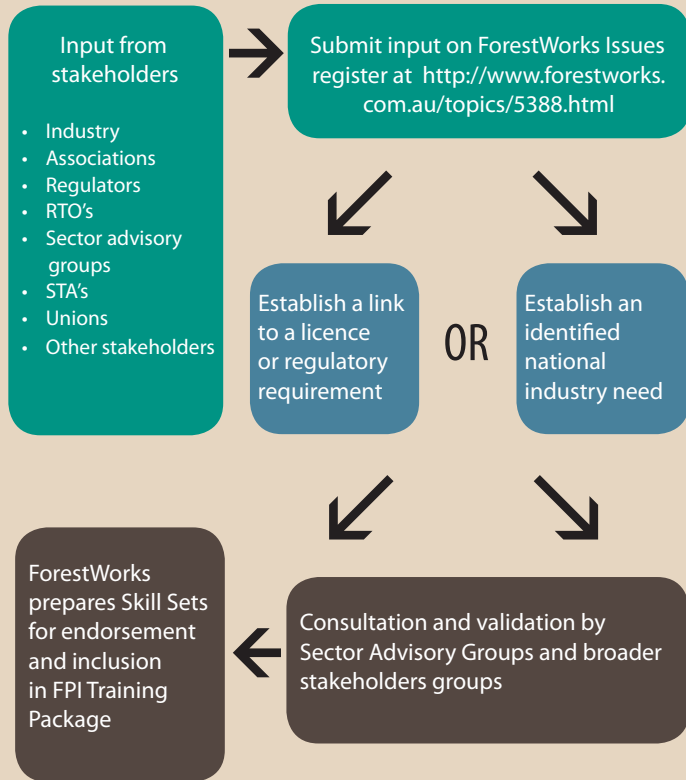 Input from
stakeholders
• Industry
• Associations
• Regulators
• RTO's
• Sector advisory
groups
• STA's
• Unions
• Other stakeholders
Submit input on ForestWorks Issues
register at http://www.forestworks.
com.au/topics/5388.html
Establish a link
to a licence
or regulatory
requirement
OR
Establish an
identified
national
industry need
Consultation and validation by
Sector Advisory Groups and broader
stakeholders groups
ForestWorks
prepares Skill Sets
for endorsement
and inclusion
in FPI Training
Package